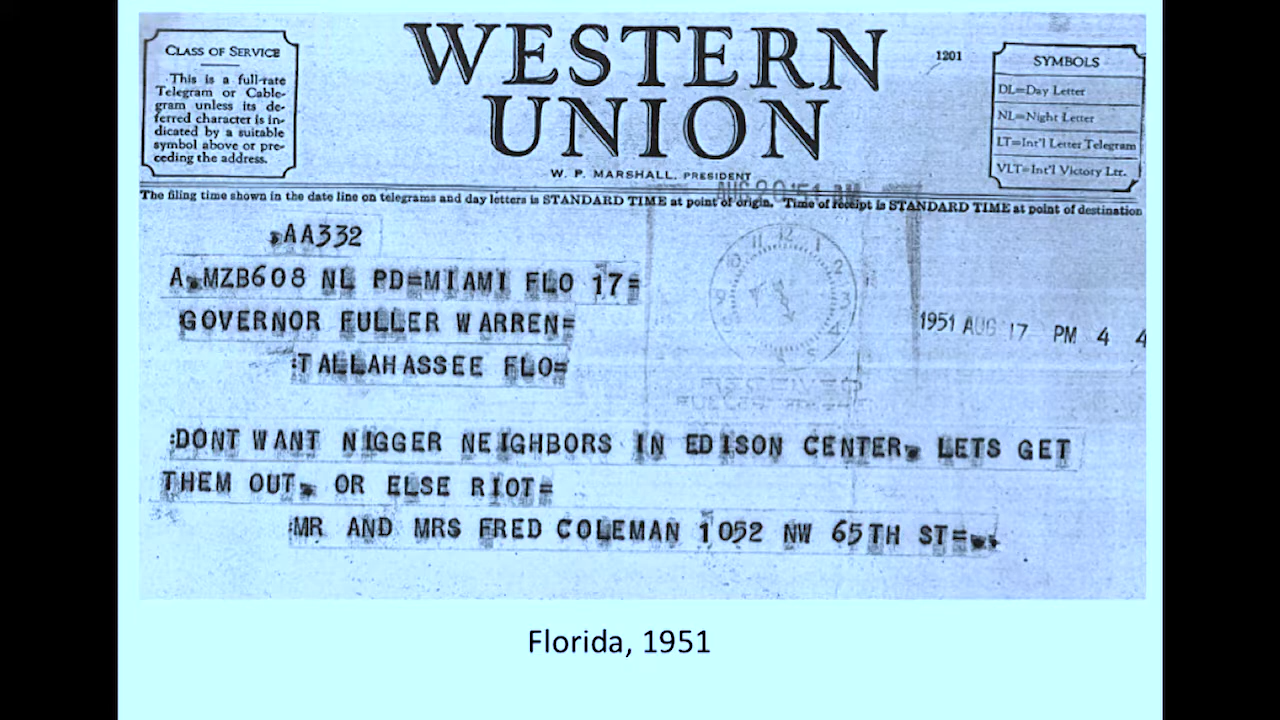 CLASS OF SERVICE
This is a full-rate
Telegram or Cable-
gram unless its de-
ferred character is in-
dicated by a suitable
symbol above or pre-
ceding the address.
WESTERN
UNION
W. P. MARSHALL, PRESIDENT
1201
SYMBOLS
DL=Day Letter
NL=Night Letter
LT=Int'l Letter Telegram
VLT=Int'l Victory Ltr.
AUG 20 '51 AM
The filing time shown in the date line on telegrams and day letters is STANDARD TIME at point of origin. Time of receipt is STANDARD TIME at point of destination
AA332
A.MZB608 NL PD=MIAMI FLO 17=
GOVERNOR FULLER WARREN=
1951 AUG 17 PM 4 4
:TALLAHASSEE FLO=
:DONT WANT NIGGER NEIGHBORS IN EDISON CENTER. LETS GET
THEM OUT. OR ELSE RIOT=
:MR AND MRS FRED COLEMAN 1052 NW 65TH ST=
Florida, 1951